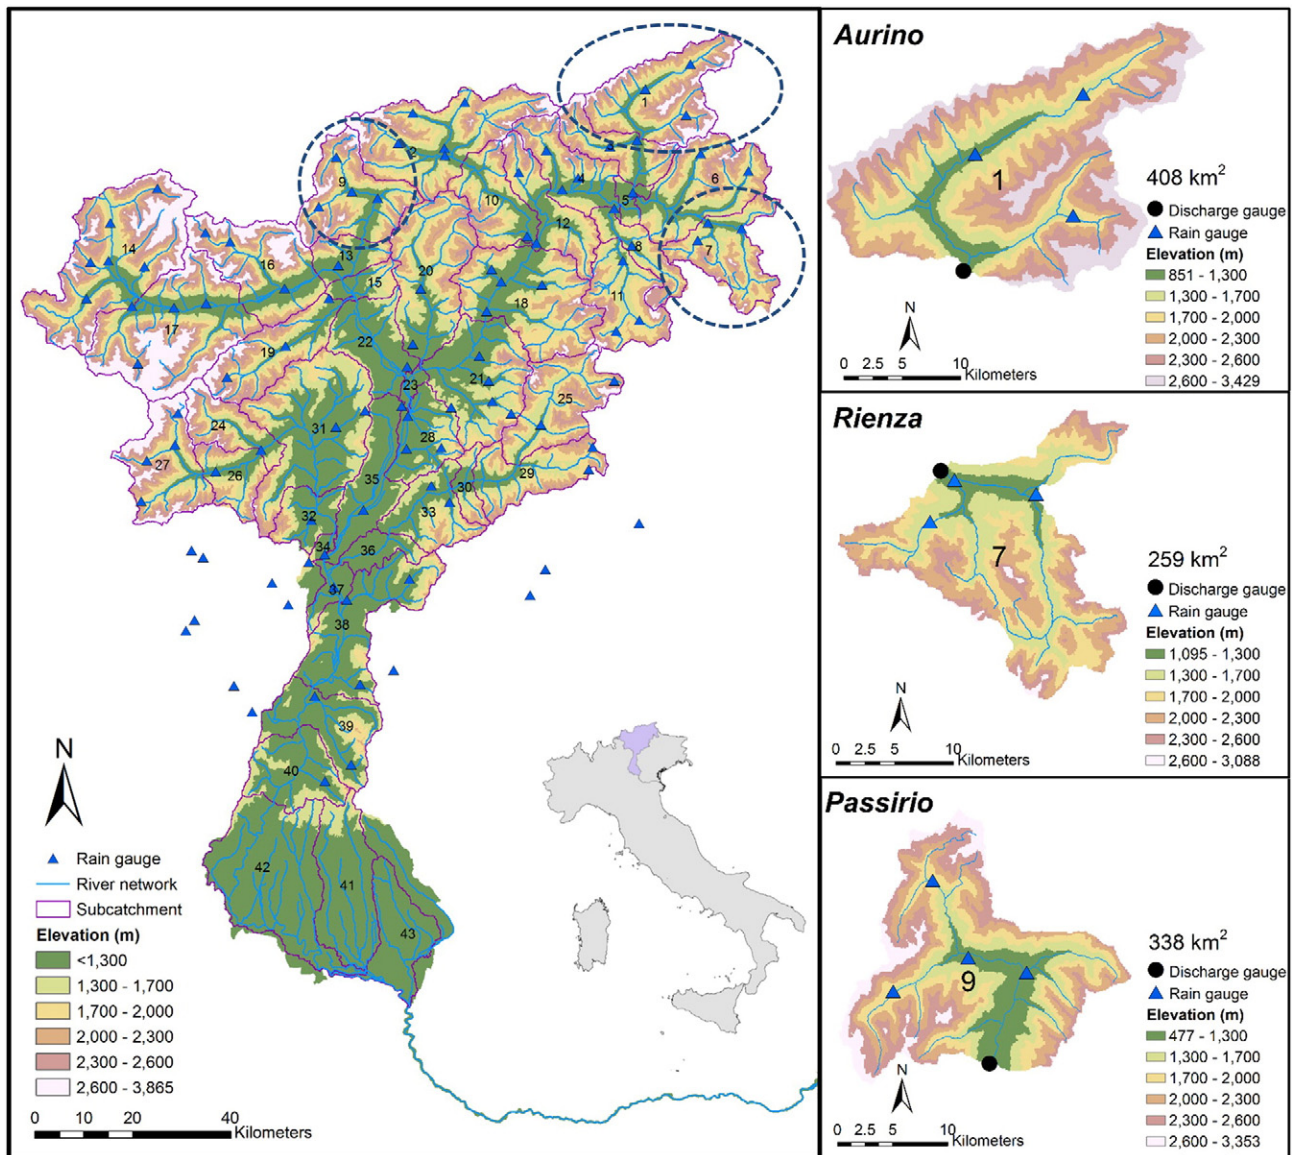 1
2
9
4
5
6
10
12
7
8
14
16
13
15
20
11
18
17
22
19
21
23
25
24
31
28
27
26
29
35
30
33
32
34
36
37
38
39
40
42
41
43
N
Rain gauge
River network
Subcatchment
Elevation (m)
<1,300
1,300 - 1,700
1,700 - 2,000
2,000 - 2,300
2,300 - 2,600
2,600 - 3,865
0 10 20 40
Kilometers
Aurino
1
408 km²
Discharge gauge
Rain gauge
Elevation (m)
851 - 1,300
1,300 - 1,700
1,700 - 2,000
2,000 - 2,300
2,300 - 2,600
2,600 - 3,429
N
0 2.5 5 10
Kilometers
Rienza
7
259 km²
Discharge gauge
Rain gauge
Elevation (m)
1,095 - 1,300
1,300 - 1,700
1,700 - 2,000
2,000 - 2,300
2,300 - 2,600
2,600 - 3,088
N
0 2.5 5 10
Kilometers
Passirio
9
338 km²
Discharge gauge
Rain gauge
Elevation (m)
477 - 1,300
1,300 - 1,700
1,700 - 2,000
2,000 - 2,300
2,300 - 2,600
2,600 - 3,353
N
0 2.5 5 10
Kilometers